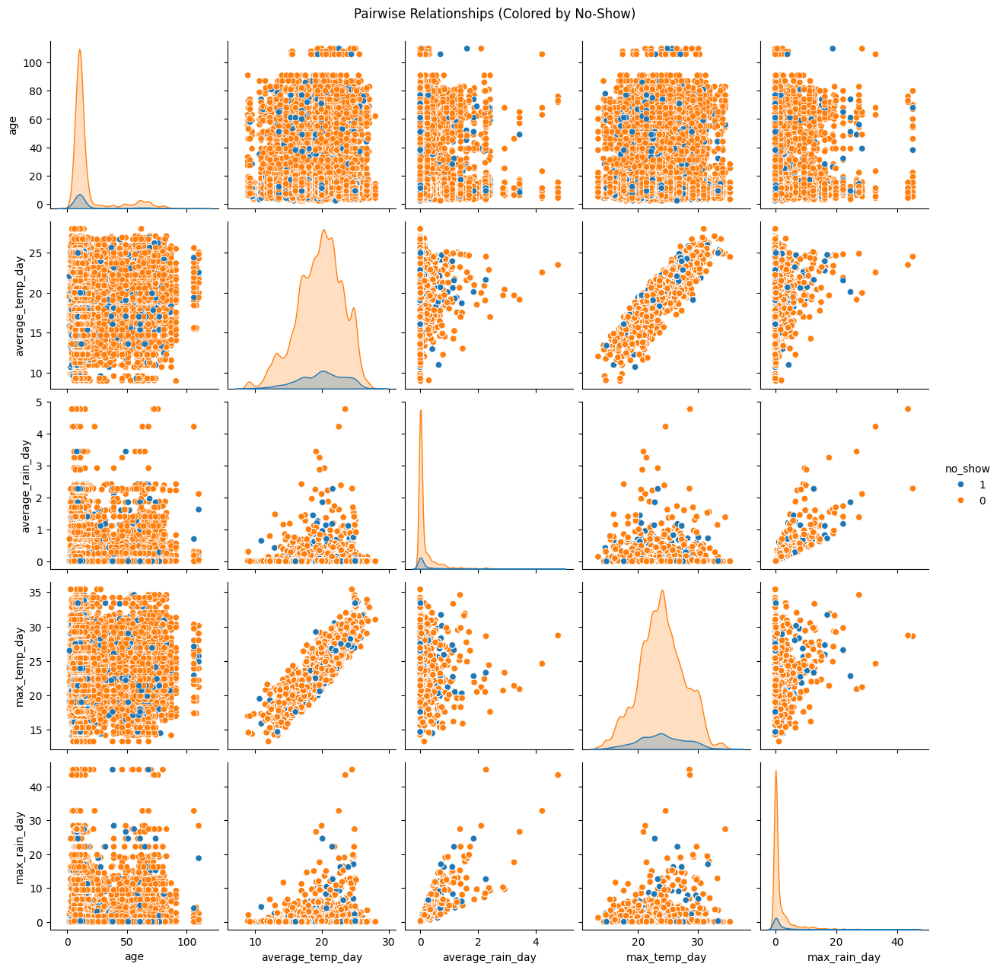 Pairwise Relationships (Colored by No-Show)
100
80
60
40
20
0
age
25
20
15
10
average_temp_day
5
4
3
2
1
0
average_rain_day
35
30
25
20
15
max_temp_day
40
30
20
10
0
max_rain_day
0 50 100
age
10 20 30
average_temp_day
0 2 4
average_rain_day
20 30
max_temp_day
0 20 40
max_rain_day
no_show
1
0